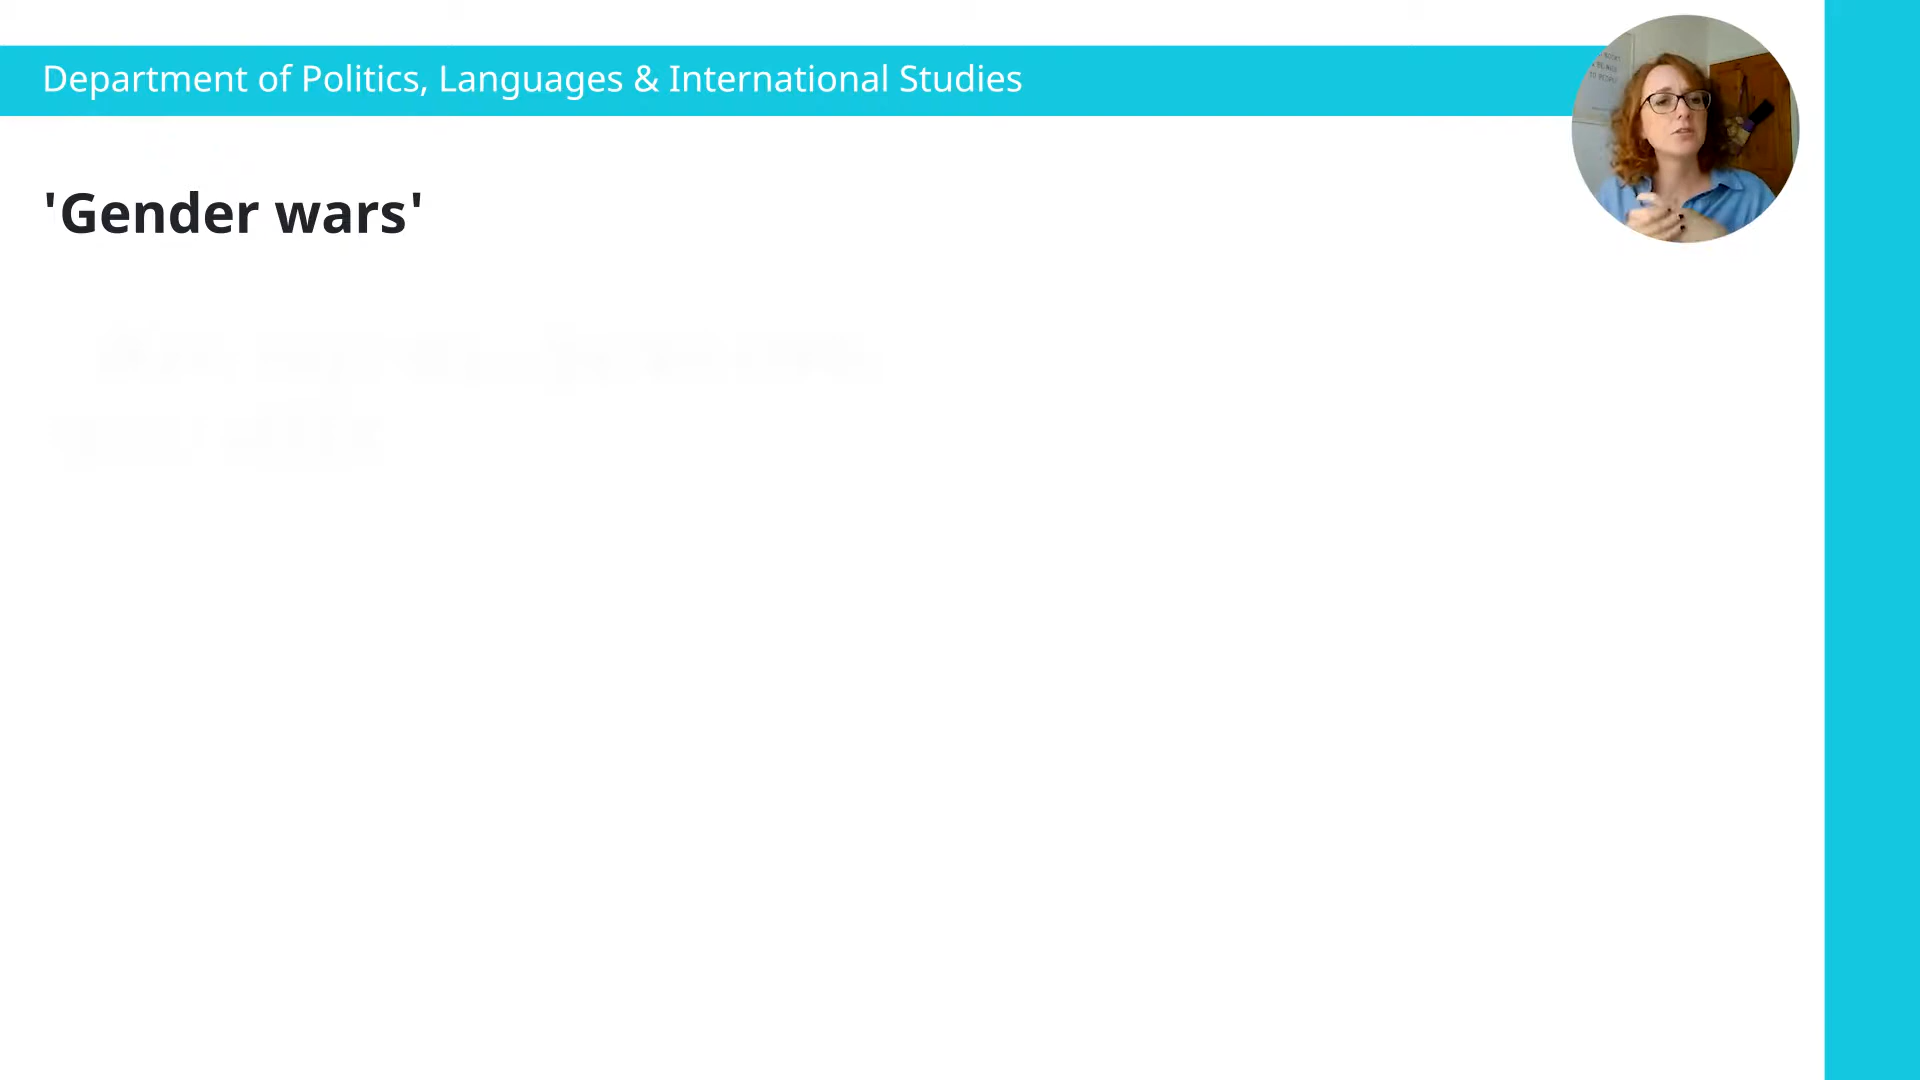 Department of Politics, Languages & International Studies
'Gender wars'